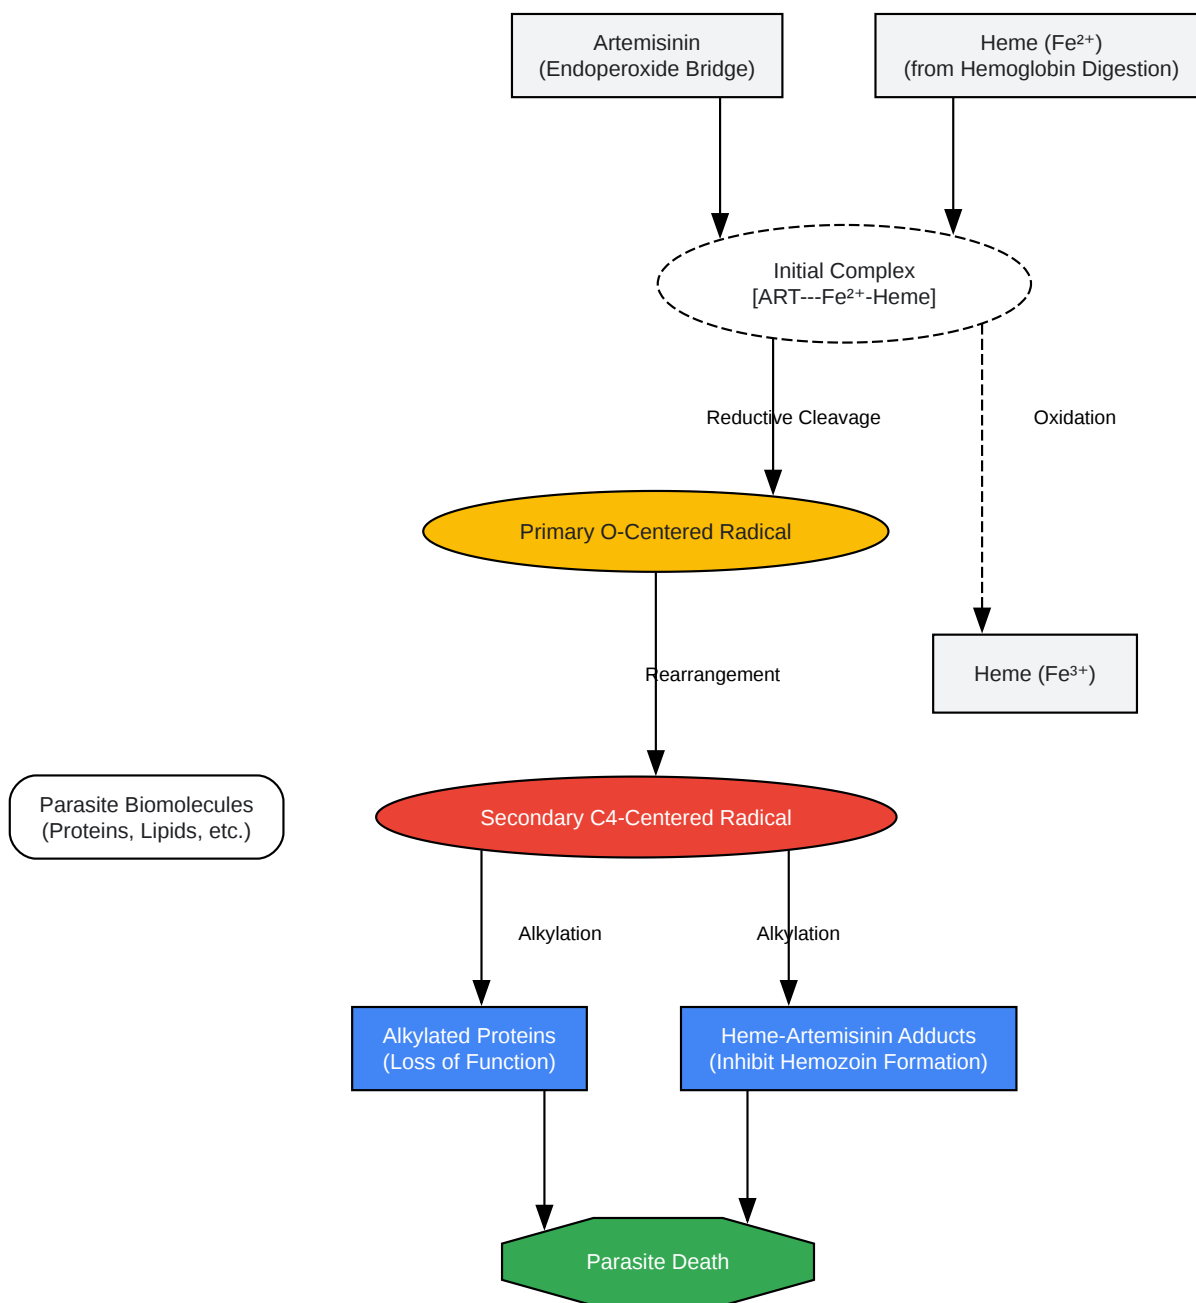 Artemisinin
(Endoperoxide Bridge)
Heme (Fe²⁺)
(from Hemoglobin Digestion)
Initial Complex
[ART---Fe²⁺-Heme]
Reductive Cleavage
Oxidation
Primary O-Centered Radical
Rearrangement
Heme (Fe³⁺)
Parasite Biomolecules
(Proteins, Lipids, etc.)
Secondary C4-Centered Radical
Alkylation
Alkylation
Alkylated Proteins
(Loss of Function)
Heme-Artemisinin Adducts
(Inhibit Hemozoin Formation)
Parasite Death